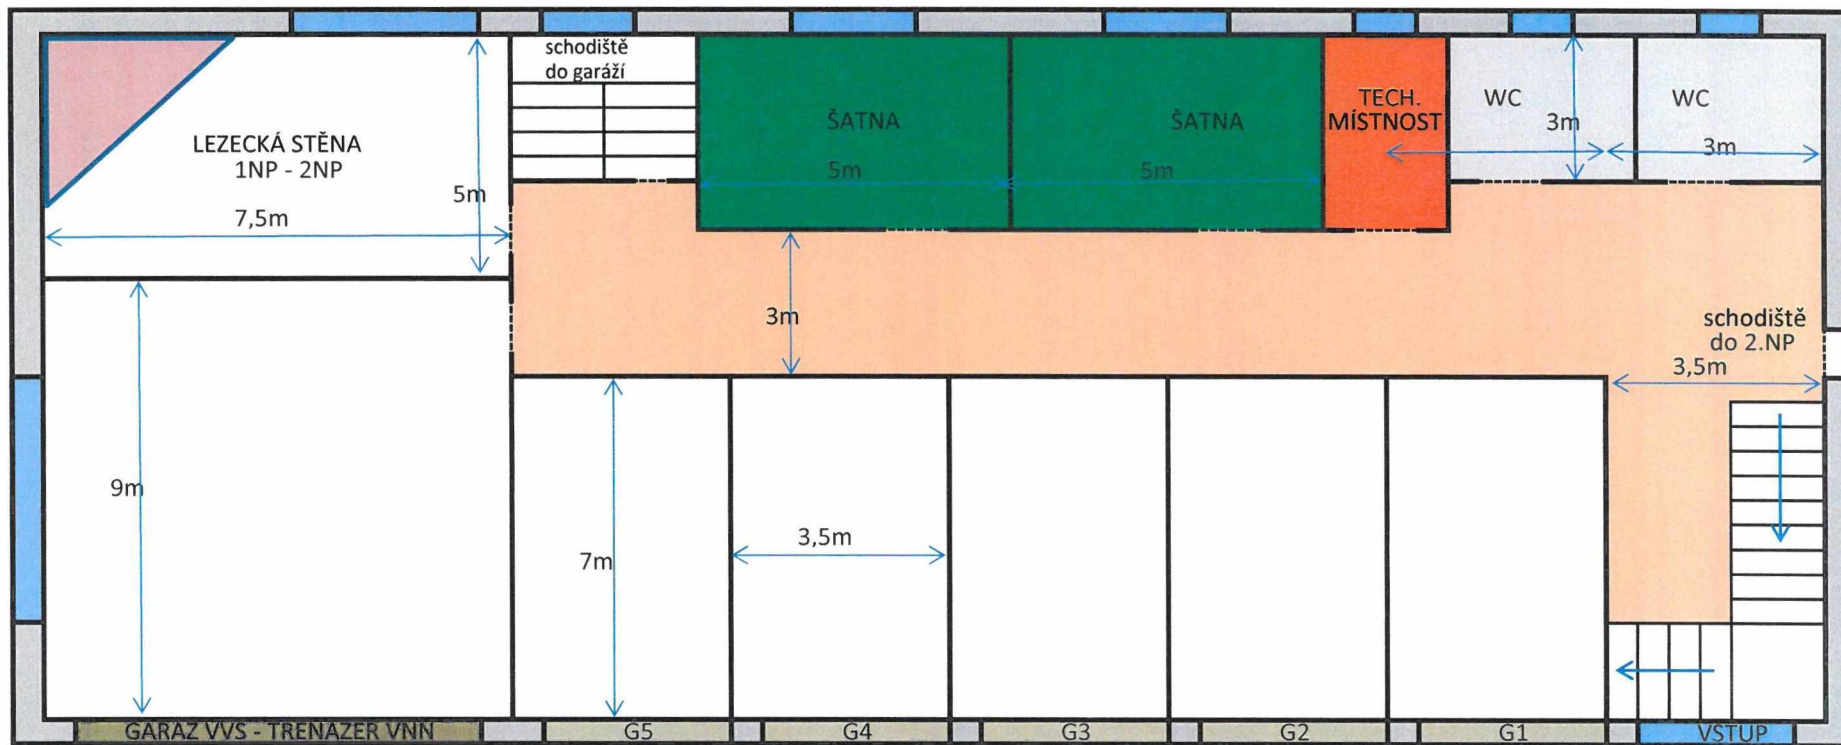 schodiště
do garáží
LEZECKÁ STĚNA
1NP - 2NP
7,5m
5m
ŠATNA
5m
ŠATNA
5m
TECH.
MÍSTNOST
WC
3m
WC
3m
3m
schodiště
do 2.NP
3,5m
9m
7m
3,5m
GARÁŽ VVS - TRENAŽER VNN
G5
G4
G3
G2
G1
VSTUP